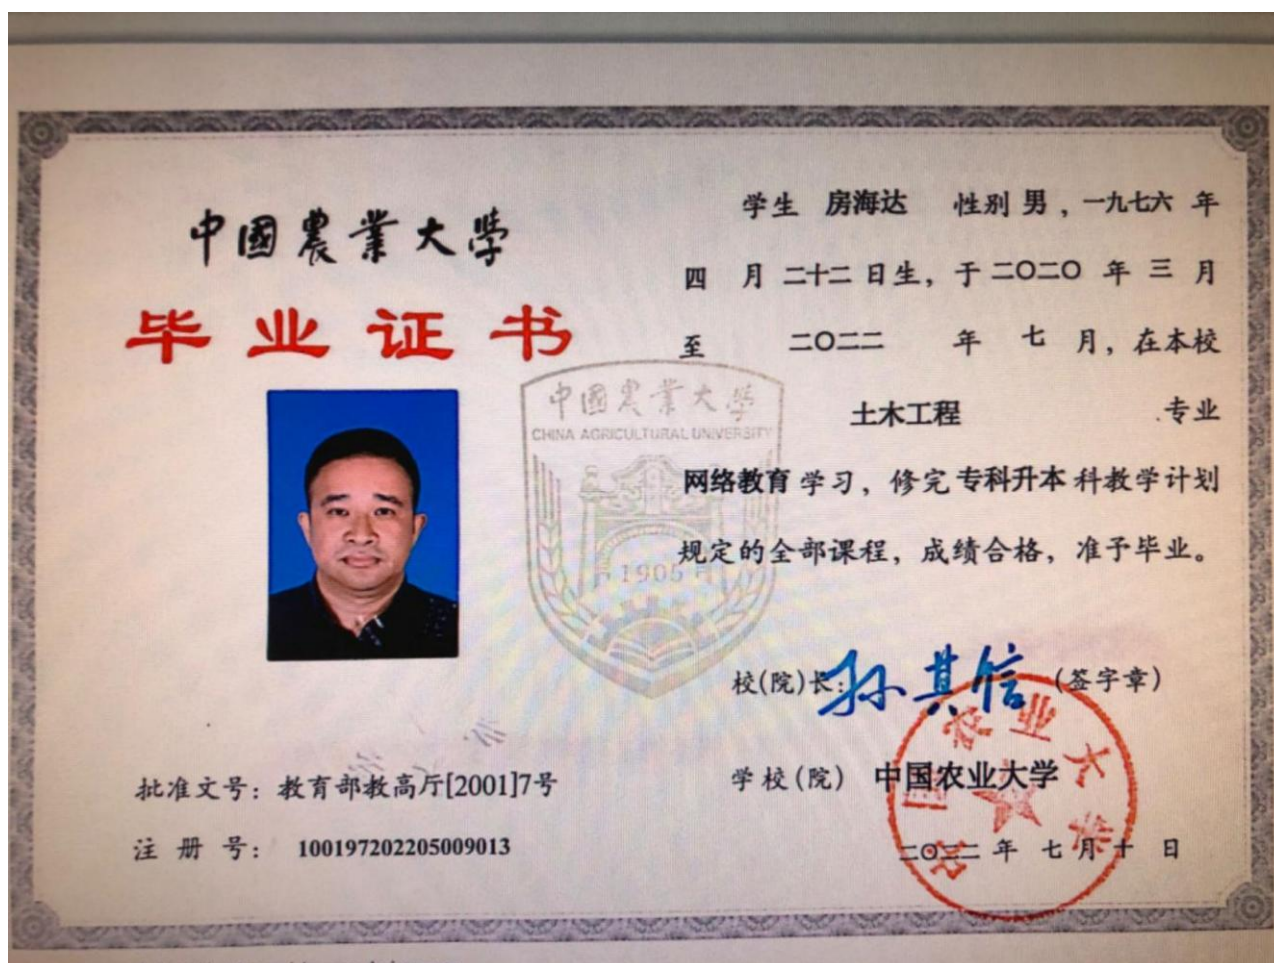 中國農業大學
毕业证书
学生 房海达 性别 男，一九七六 年
四 月 二十二 日生，于 二〇二〇 年 三 月
至 二〇二二 年 七 月，在本校
土木工程 专业
网络教育 学习，修完 专科升本 科教学计划
规定的全部课程，成绩合格，准予毕业。
中國農業大學
CHINA AGRICULTURAL UNIVERSITY
1905
校(院)长：孙其信 (签字章)
批准文号：教育部教高厅[2001]7号
学校(院) 中国农业大学
注 册 号： 100197202205009013
二〇二二 年 七 月 十 日
中国农业大学